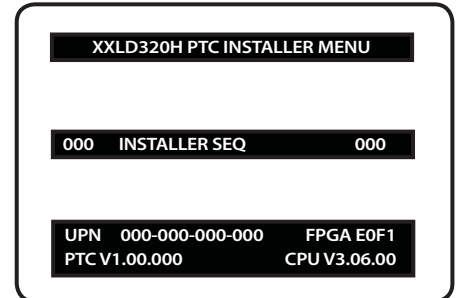 XXLD320H PTC INSTALLER MENU
000 INSTALLER SEQ 000
UPN 000-000-000-000 FPGA E0F1
PTC V1.00.000 CPU V3.06.00